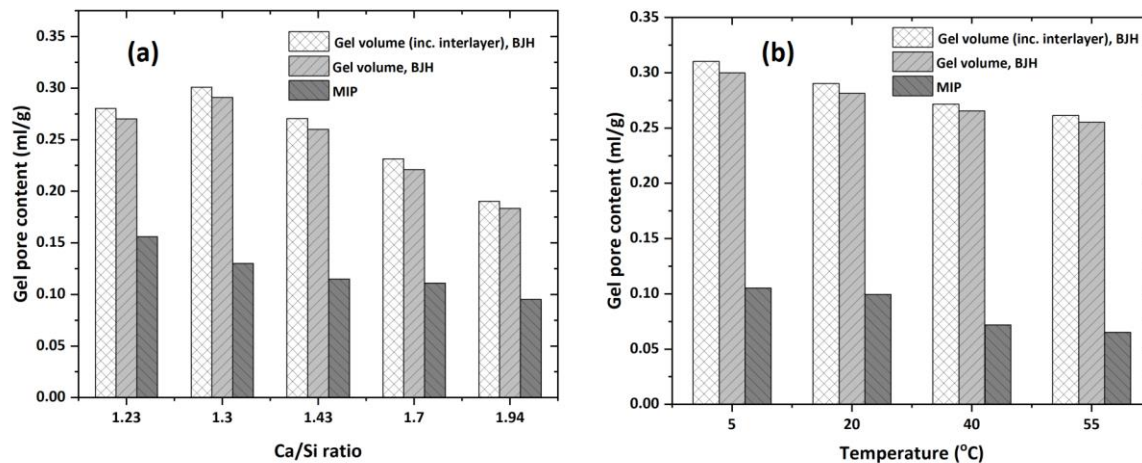 (a)
Gel volume (inc. interlayer), BJH
Gel volume, BJH
MIP
Gel pore content (ml/g)
0.35
0.30
0.25
0.20
0.15
0.10
0.05
0.00
1.23 1.3 1.43 1.7 1.94
Ca/Si ratio
(b)
Gel volume (inc. interlayer), BJH
Gel volume, BJH
MIP
Gel pore content (ml/g)
0.35
0.30
0.25
0.20
0.15
0.10
0.05
0.00
5 20 40 55
Temperature (°C)